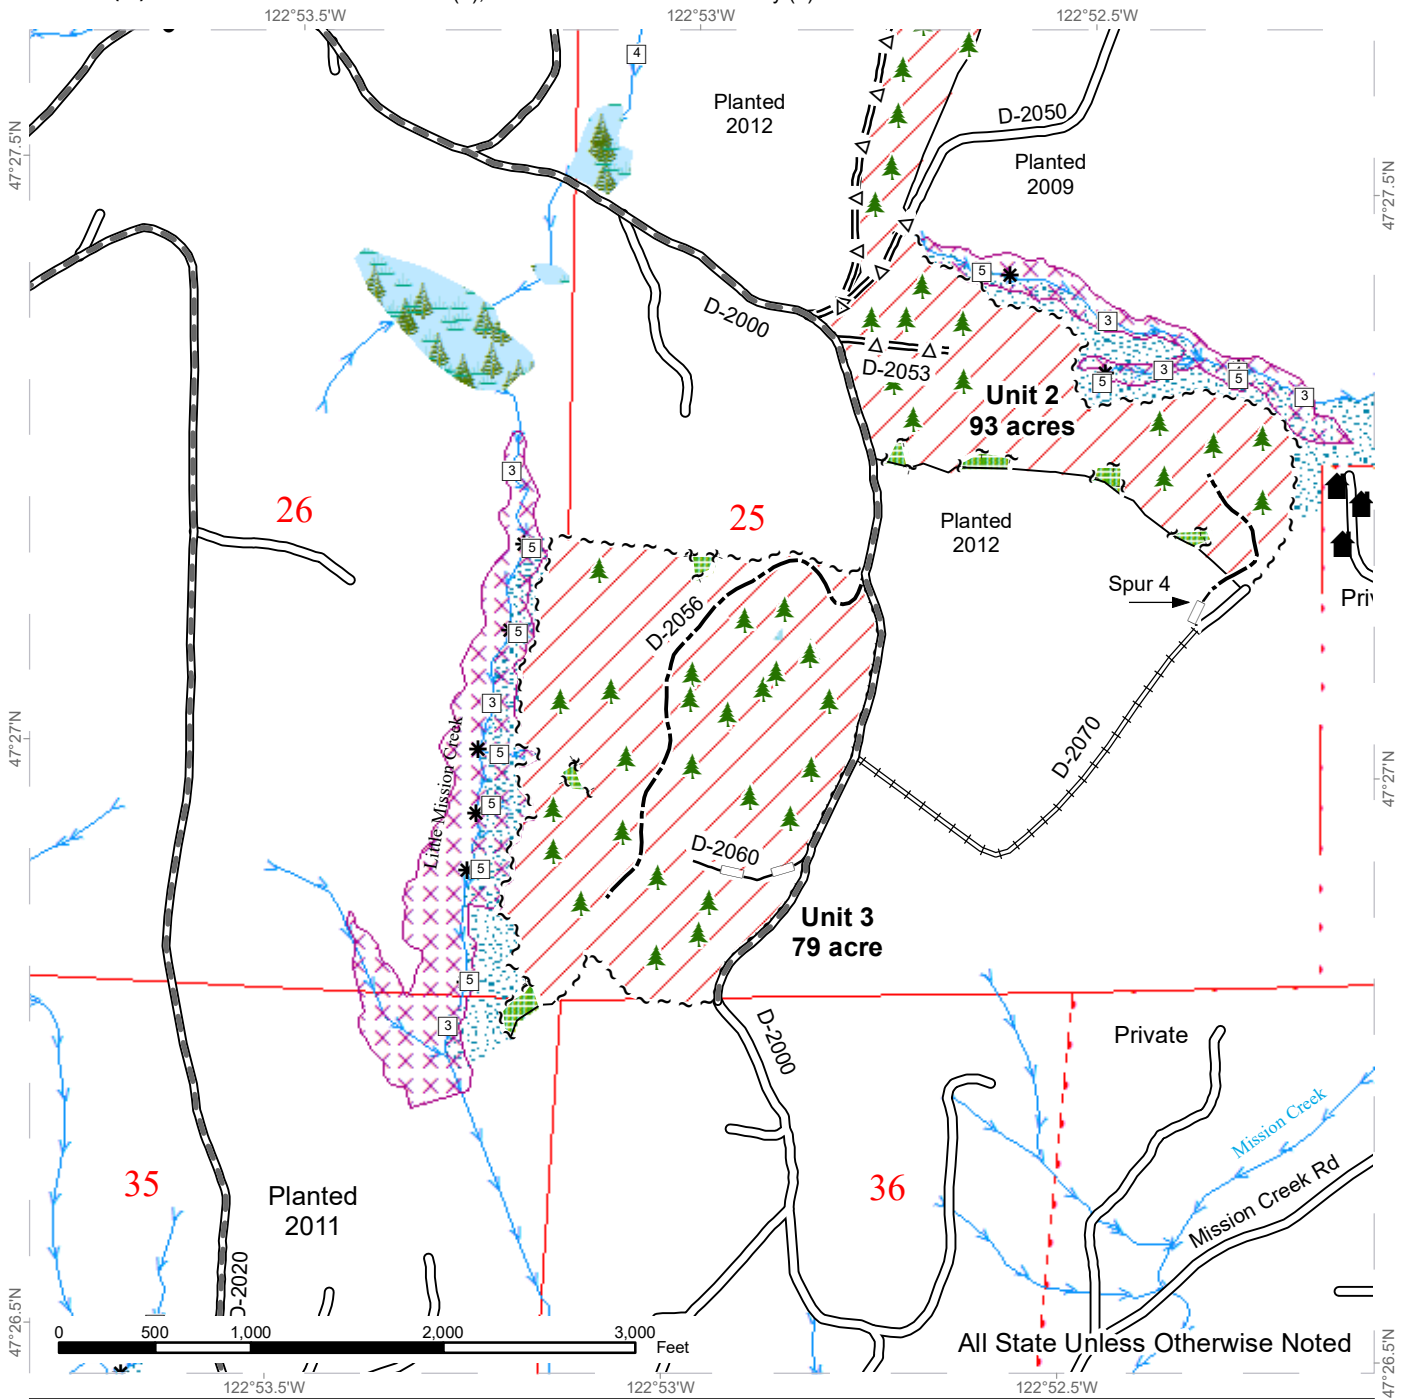 122°53.5'W
122°53'W
122°52.5'W
47°27.5'N
47°27.5'N
4
Planted
2012
D-2050
Planted
2009
5
3
D-2000
D-2053
3
5
5
3
Unit 2
93 acres
3
26
25
Planted
2012
5
Spur 4
Priv
D-2056
5
3
47°27'N
47°27'N
5
D-2070
Little Mission Creek
5
D-2060
5
Unit 3
79 acre
5
3
D-2000
Private
Mission Creek
35
Planted
2011
36
Mission Creek Rd
D-2020
47°26.5'N
47°26.5'N
0
500
1,000
2,000
3,000
Feet
All State Unless Otherwise Noted
122°53.5'W
122°53'W
122°52.5'W